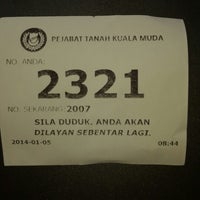 PEJABAT TANAH KUALA MUDA
NO. ANDA:
2321
NO. SEKARANG: 2007
SILA DUDUK. ANDA AKAN
DILAYAN SEBENTAR LAGI.
2014-01-05 08:44